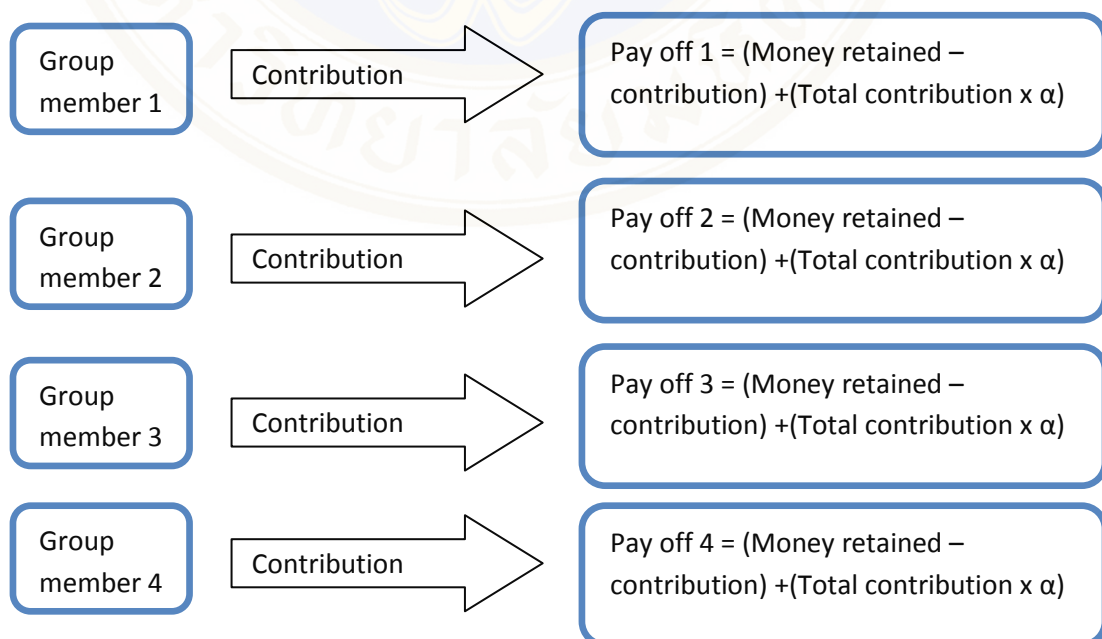 Group
member 1
Contribution
Pay off 1 = (Money retained –
contribution) +(Total contribution x α)
Group
member 2
Contribution
Pay off 2 = (Money retained –
contribution) +(Total contribution x α)
Group
member 3
Contribution
Pay off 3 = (Money retained –
contribution) +(Total contribution x α)
Group
member 4
Contribution
Pay off 4 = (Money retained –
contribution) +(Total contribution x α)